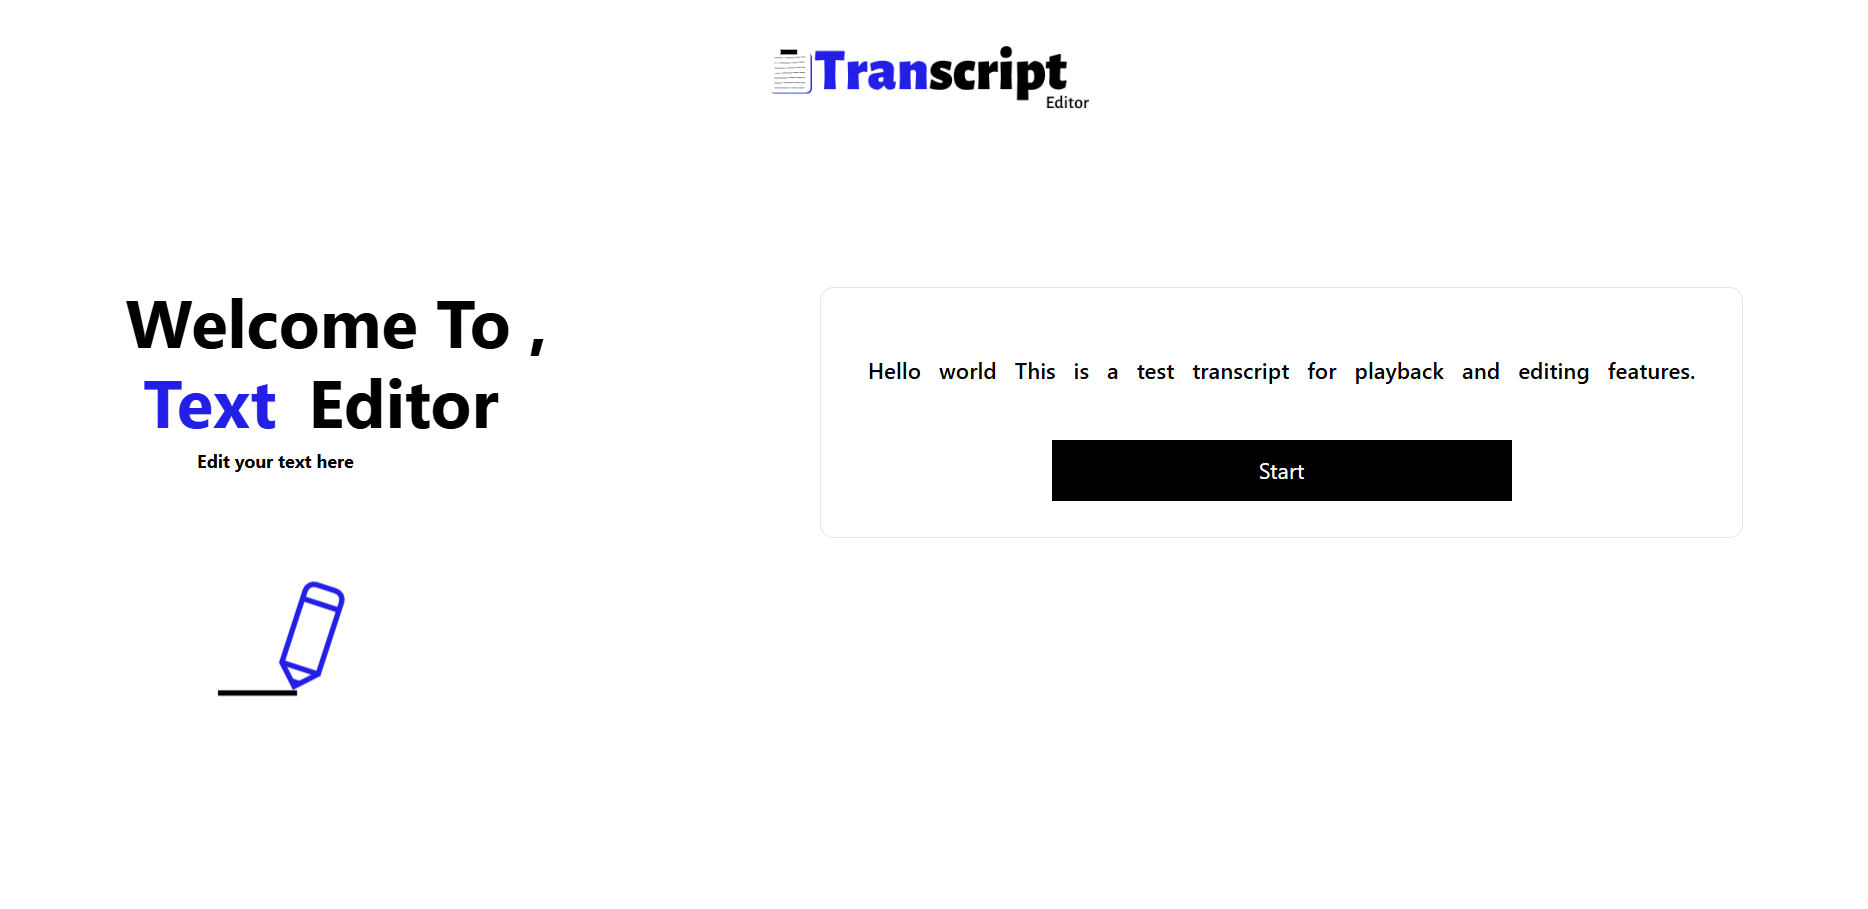 Transcript
Editor
Welcome To ,
Text Editor
Edit your text here
Hello world This is a test transcript for playback and editing features.
Start